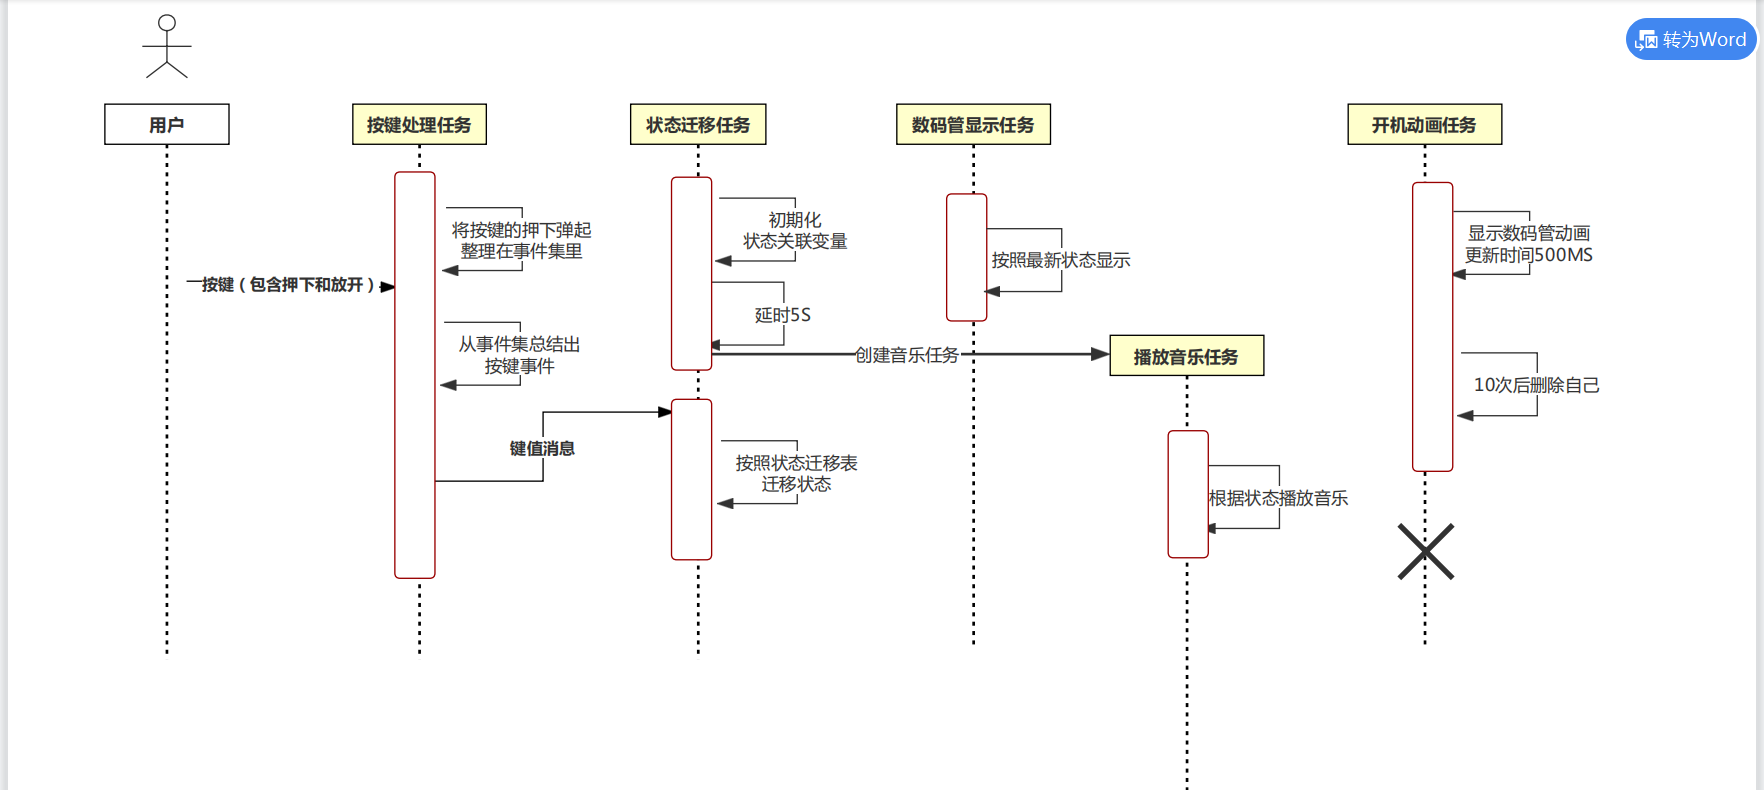 转为Word
用户
按键处理任务
状态迁移任务
数码管显示任务
开机动画任务
将按键的押下弹起
整理在事件集里
初期化
状态关联变量
按照最新状态显示
显示数码管动画
更新时间500MS
一按键（包含押下和放开）
延时5S
从事件集总结出
按键事件
创建音乐任务
播放音乐任务
10次后删除自己
键值消息
按照状态迁移表
迁移状态
根据状态播放音乐